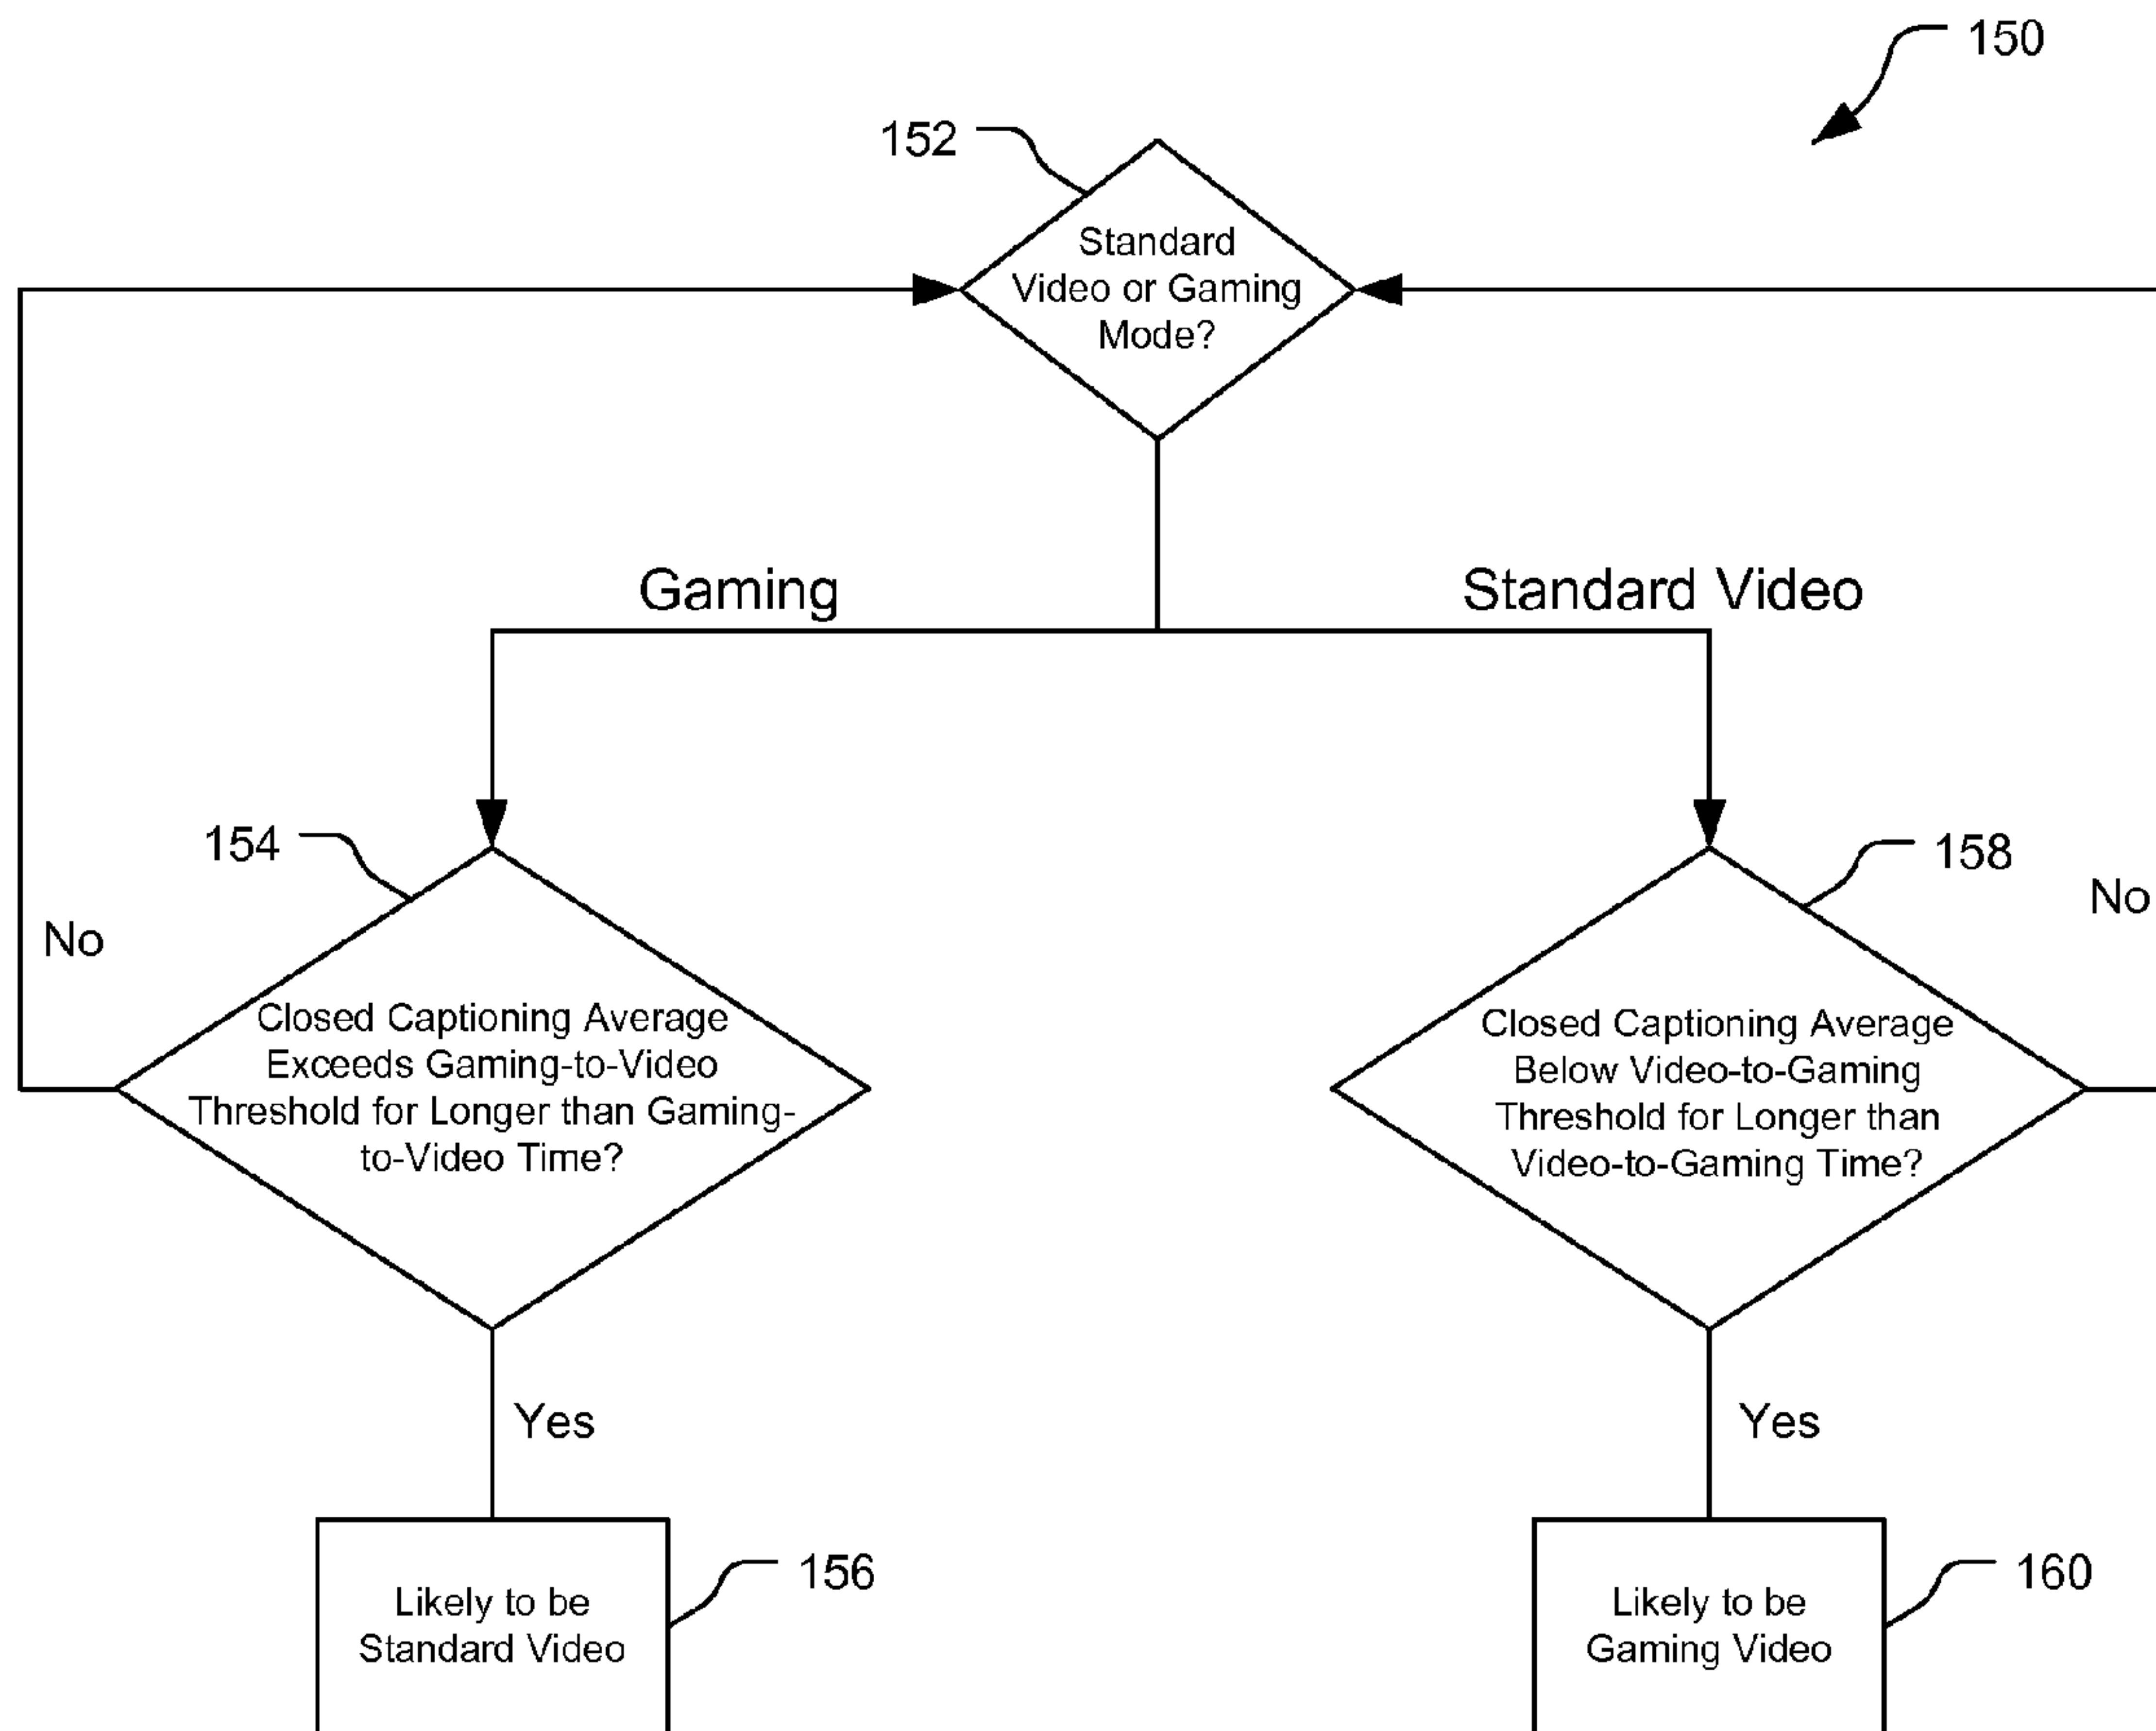 150
152
Standard
Video or Gaming
Mode?
Gaming
Standard Video
154
158
No
No
Closed Captioning Average
Exceeds Gaming-to-Video
Threshold for Longer than Gaming-
to-Video Time?
Closed Captioning Average
Below Video-to-Gaming
Threshold for Longer than
Video-to-Gaming Time?
Yes
Yes
156
160
Likely to be
Standard Video
Likely to be
Gaming Video